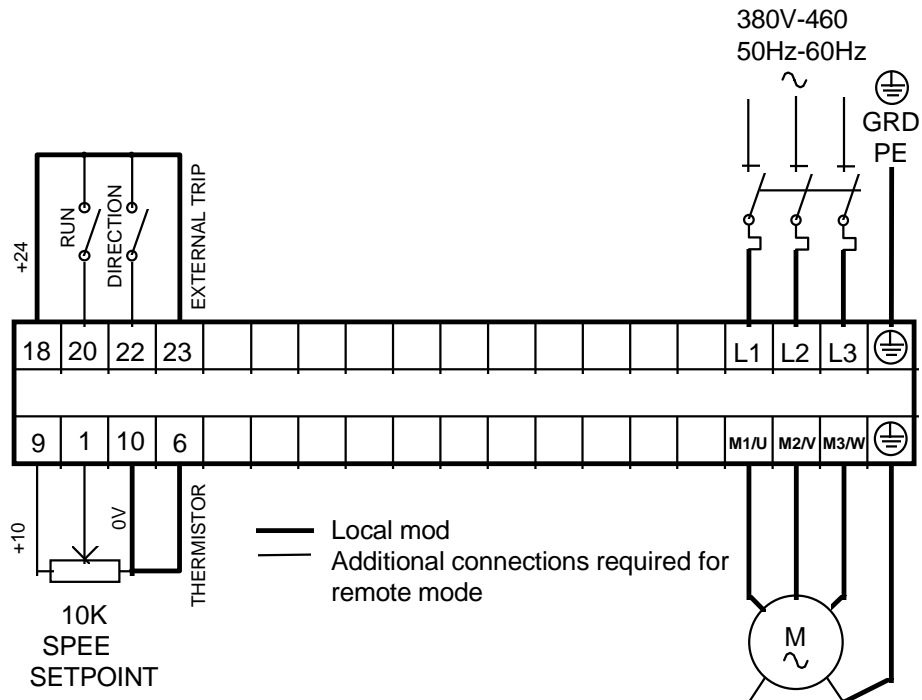 380V-460
50Hz-60Hz
GRD
PE
+24
RUN
DIRECTION
EXTERNAL TRIP
18 20 22 23 L1 L2 L3
9 1 10 6 M1/U M2/V M3/W
+10
0V
THERMISTOR
Local mod
Additional connections required for
remote mode
10K
SPEE
SETPOINT
M